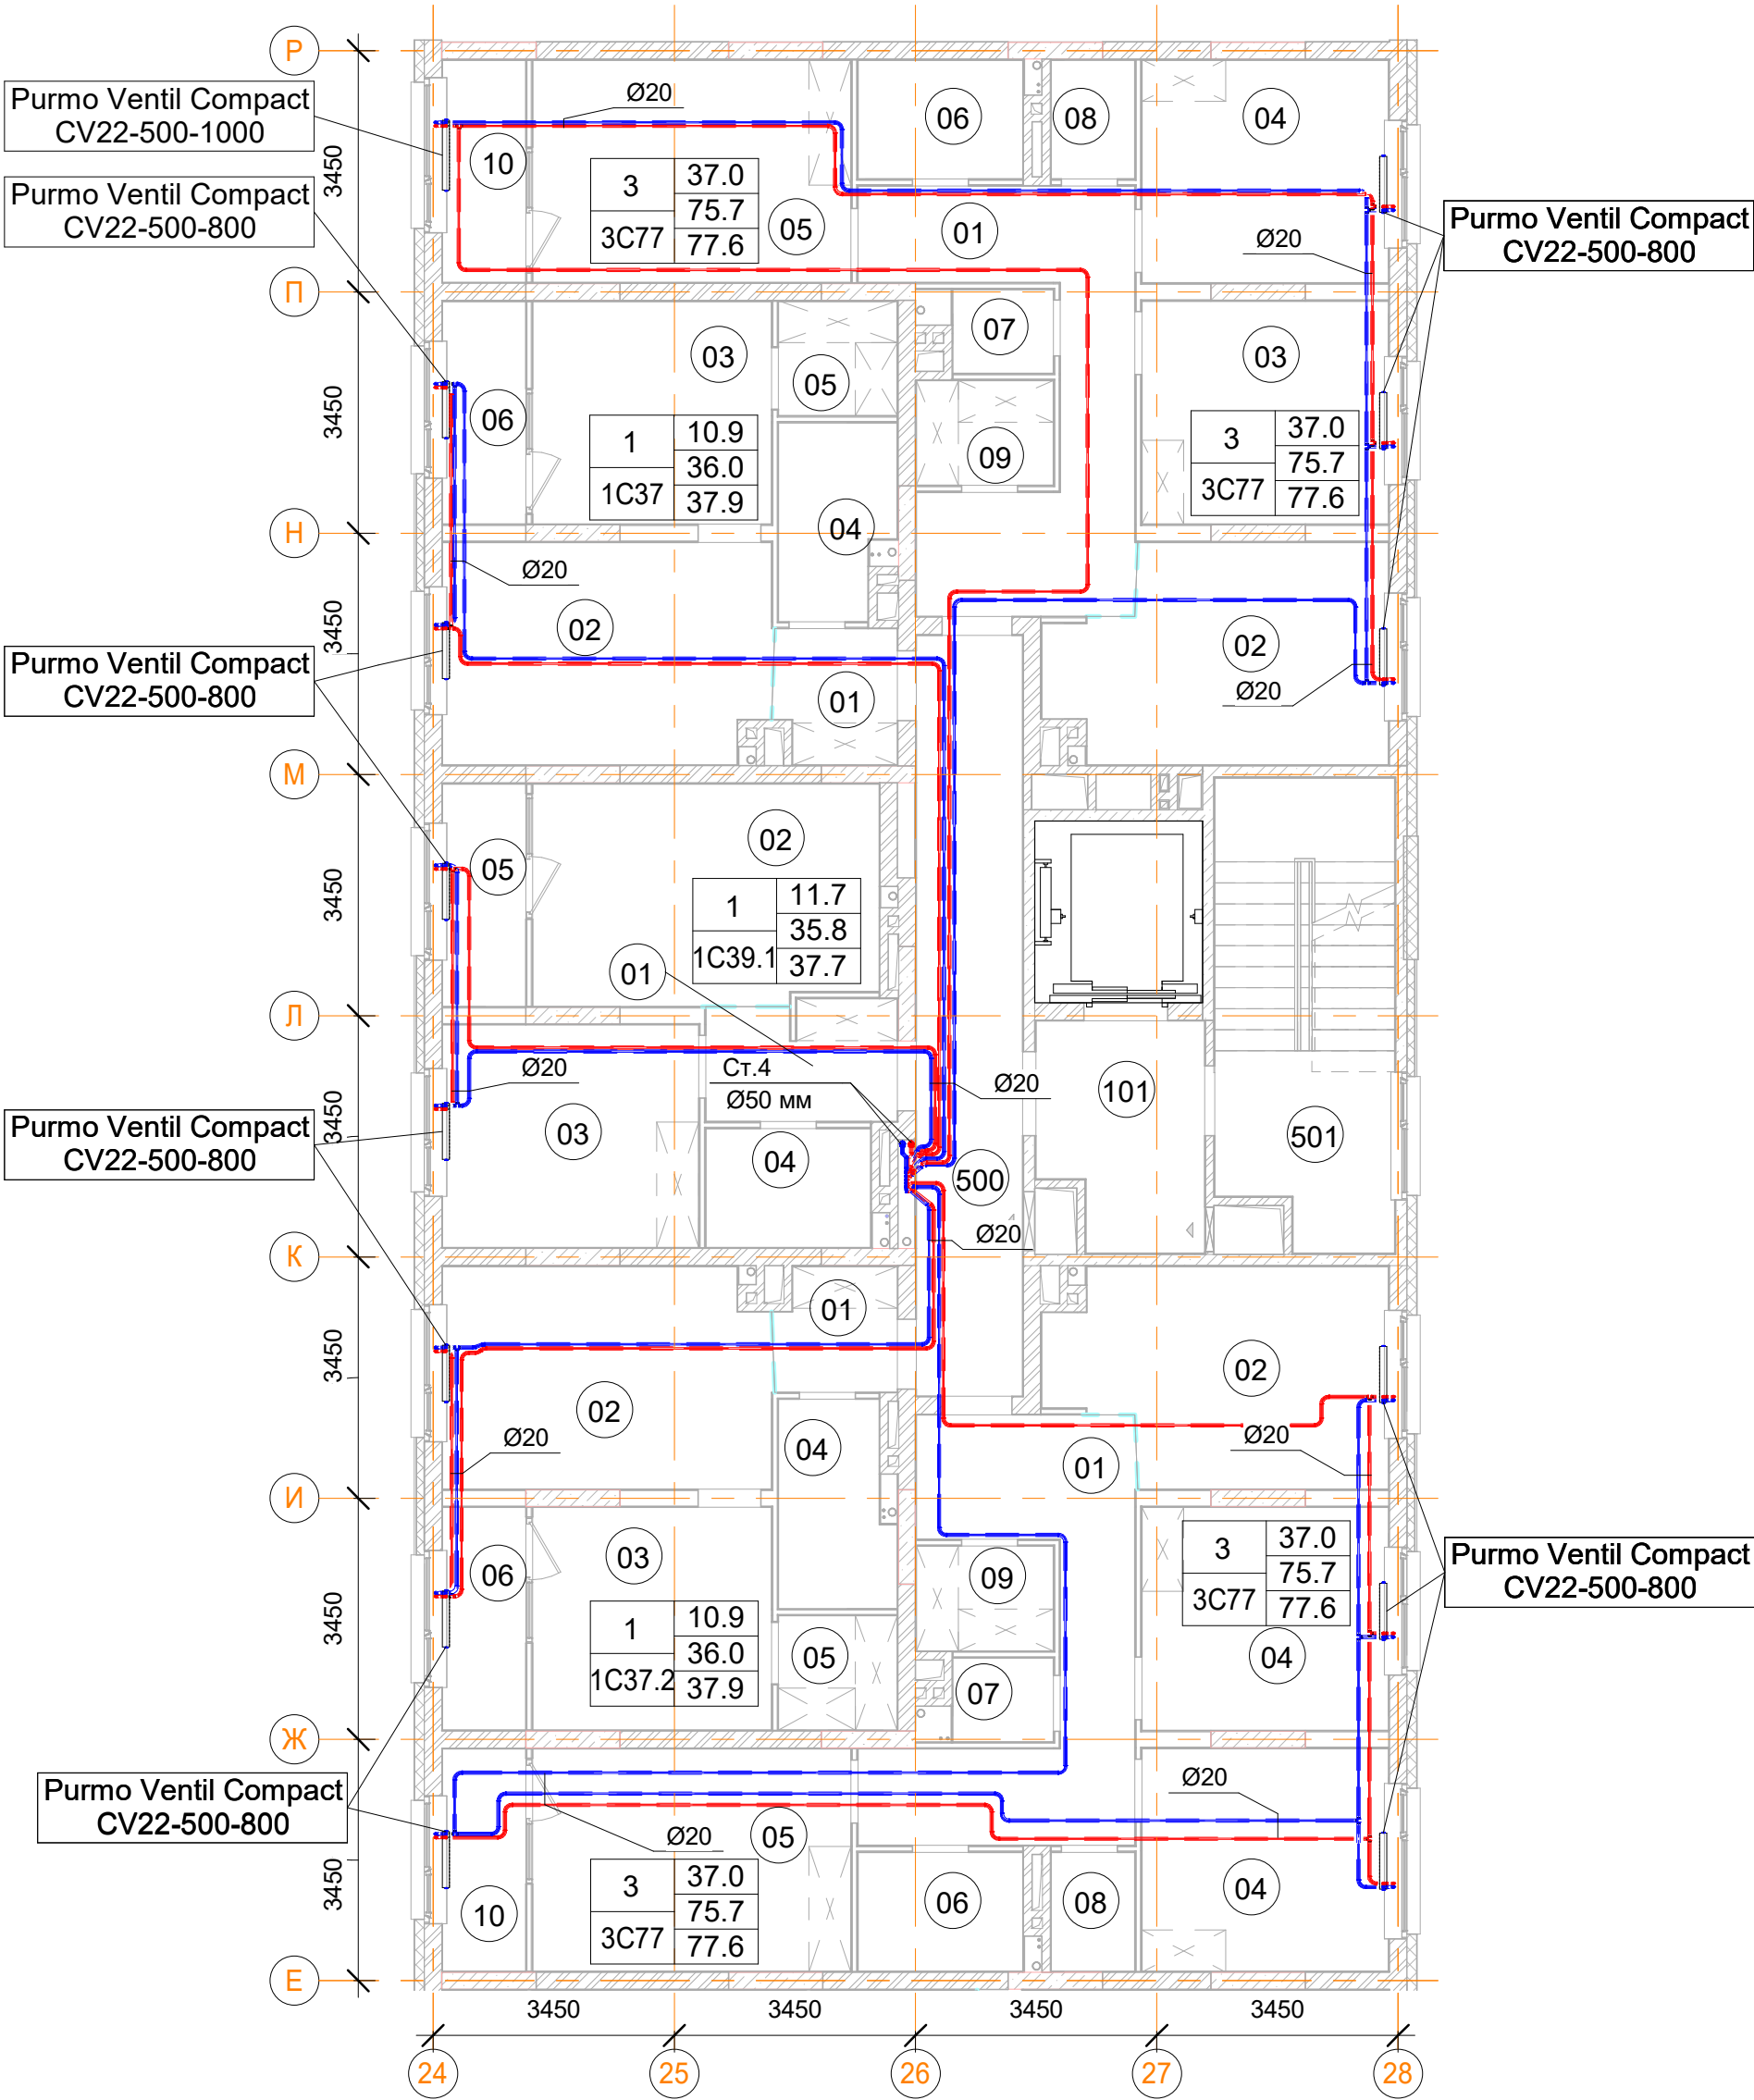 Р
Purmo Ventil Compact
CV22-500-1000
Ø20
06
08
04
10
3450
3
37.0
75.7
3С77
77.6
05
01
Purmo Ventil Compact
CV22-500-800
Purmo Ventil Compact
CV22-500-800
Ø20
П
07
03
05
03
06
3450
1
10.9
36.0
1С37
37.9
09
3
37.0
75.7
3С77
77.6
04
Н
Ø20
02
3450
02
Purmo Ventil Compact
CV22-500-800
01
Ø20
М
02
05
3450
1
11.7
35.8
1С39.1
37.7
01
Л
Ø20
Ст.4
Ø50 мм
Ø20
101
3450
Purmo Ventil Compact
CV22-500-800
03
04
501
500
Ø20
К
01
3450
02
02
Ø20
04
Ø20
01
И
03
06
09
3
37.0
75.7
3С77
77.6
Purmo Ventil Compact
CV22-500-800
3450
1
10.9
36.0
1С37.2
37.9
05
04
07
Ж
Purmo Ventil Compact
CV22-500-800
Ø20
Ø20
05
3450
3
37.0
75.7
3С77
77.6
10
06
08
04
Е
3450
3450
3450
3450
24
25
26
27
28